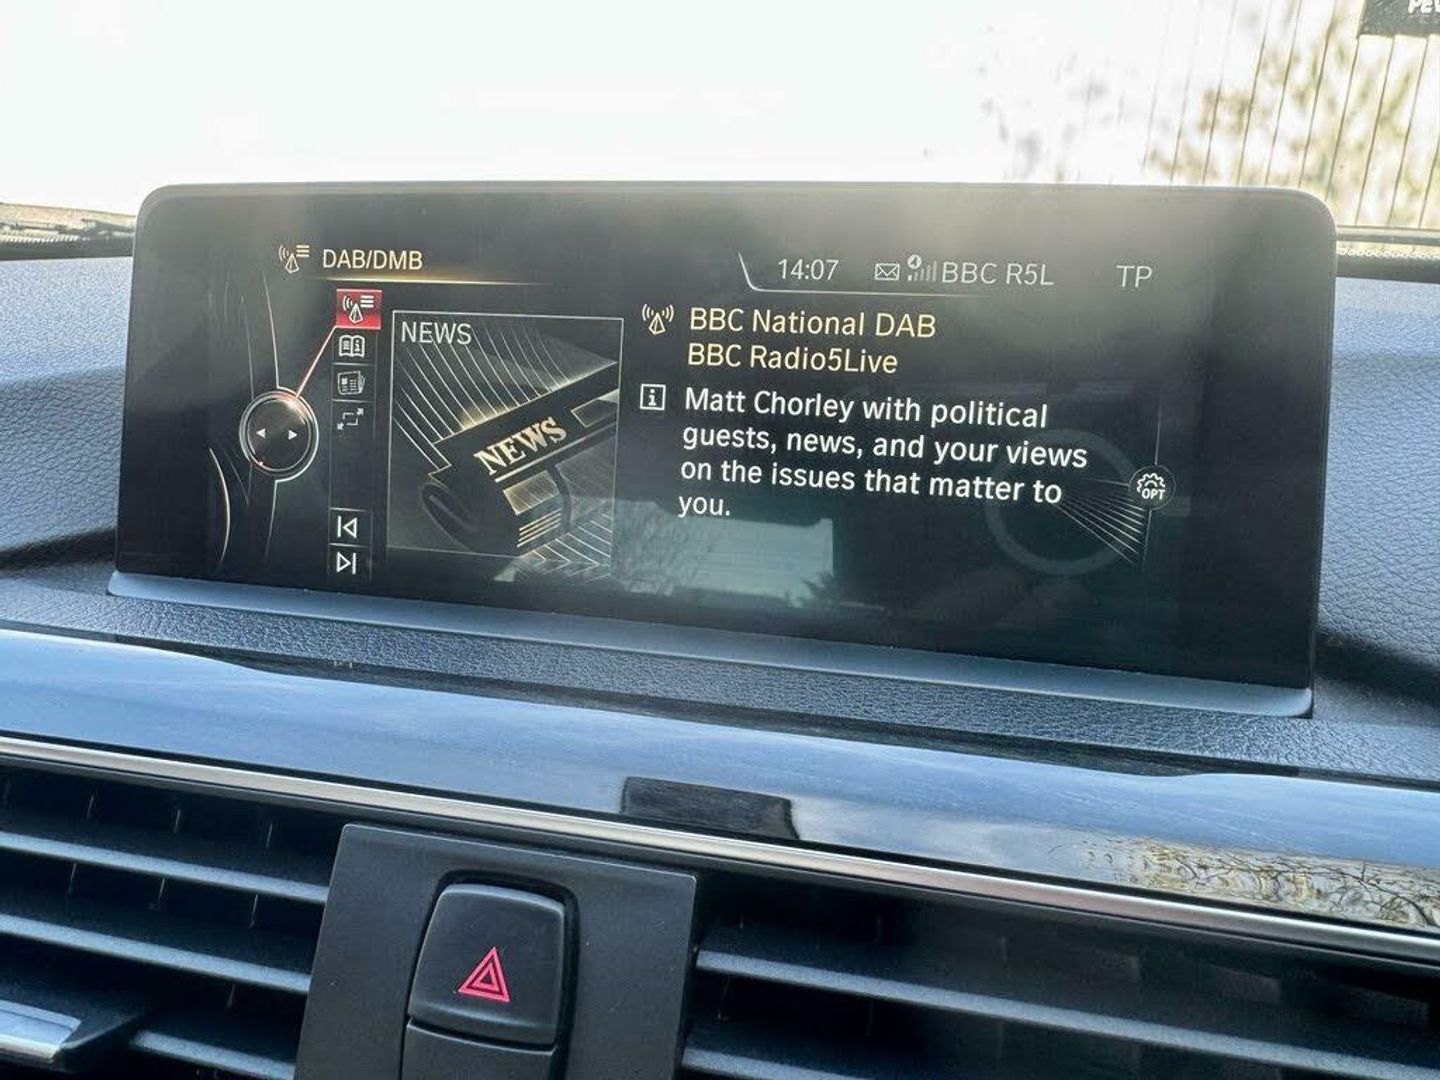 DAB/DMB
14:07 BBC R5L TP
NEWS
NEWS
BBC National DAB
BBC Radio5Live
Matt Chorley with political
guests, news, and your views
on the issues that matter to
you.
OPT